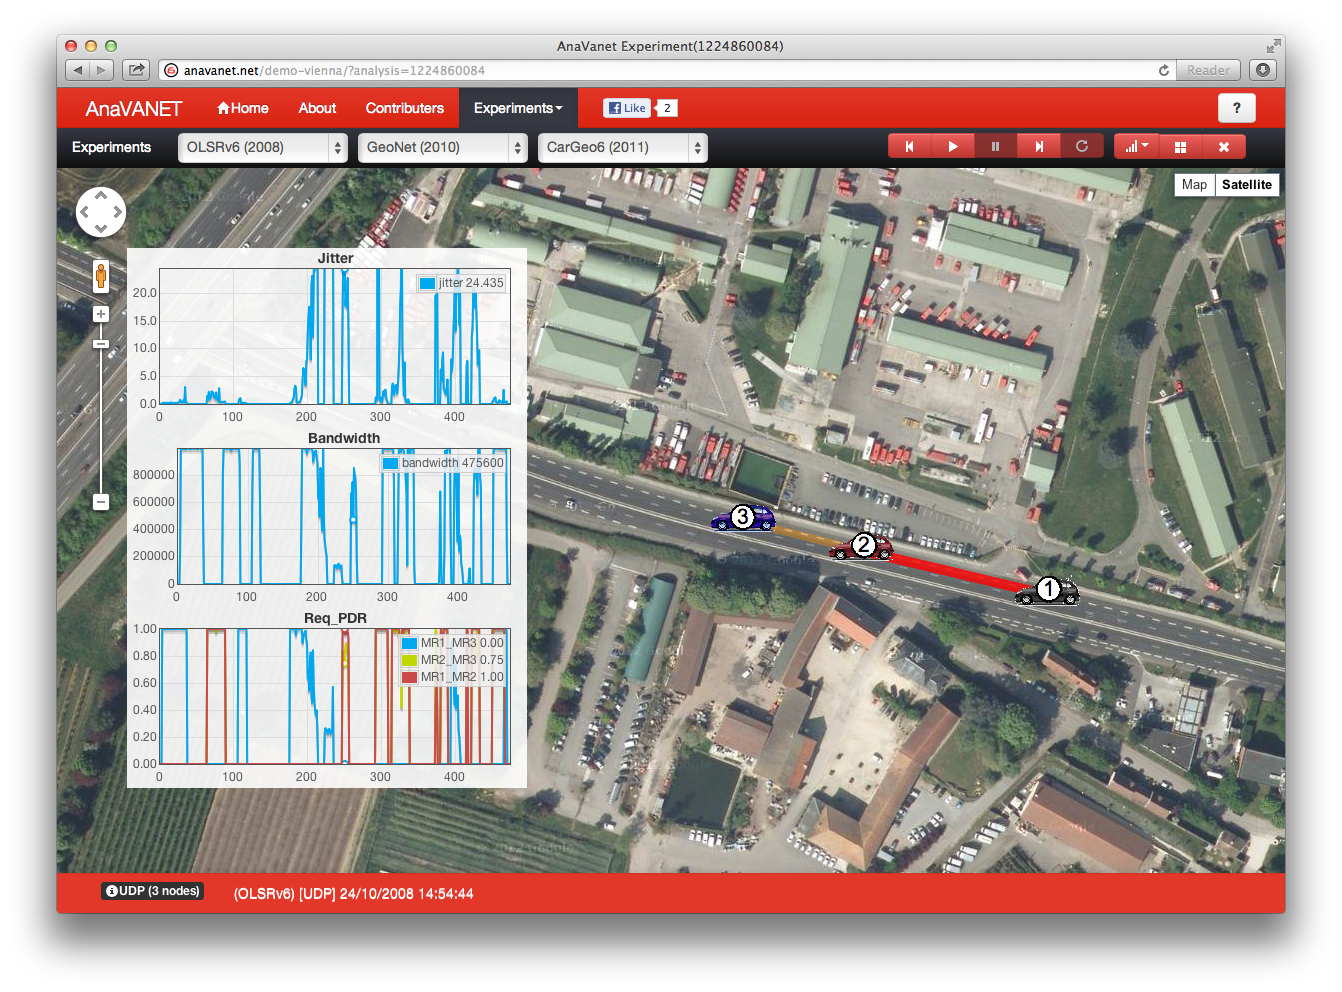 AnaVanet Experiment(1224860084)
anavanet.net/demo-vienna/?analysis=1224860084
Reader
AnaVANET
Home
About
Contributers
Experiments
Like
2
?
Experiments
OLSRv6 (2008)
GeoNet (2010)
CarGeo6 (2011)
Map
Satellite
Jitter
jitter 24.435
20.0
15.0
10.0
5.0
0.0
0 100 200 300 400
Bandwidth
bandwidth 475600
800000
600000
400000
200000
0
0 100 200 300 400
Req_PDR
MR1_MR3 0.00
MR2_MR3 0.75
MR1_MR2 1.00
1.00
0.80
0.60
0.40
0.20
0.00
0 100 200 300 400
3
2
1
© 2012 Google
UDP (3 nodes)
(OLSRv6) [UDP] 24/10/2008 14:54:44